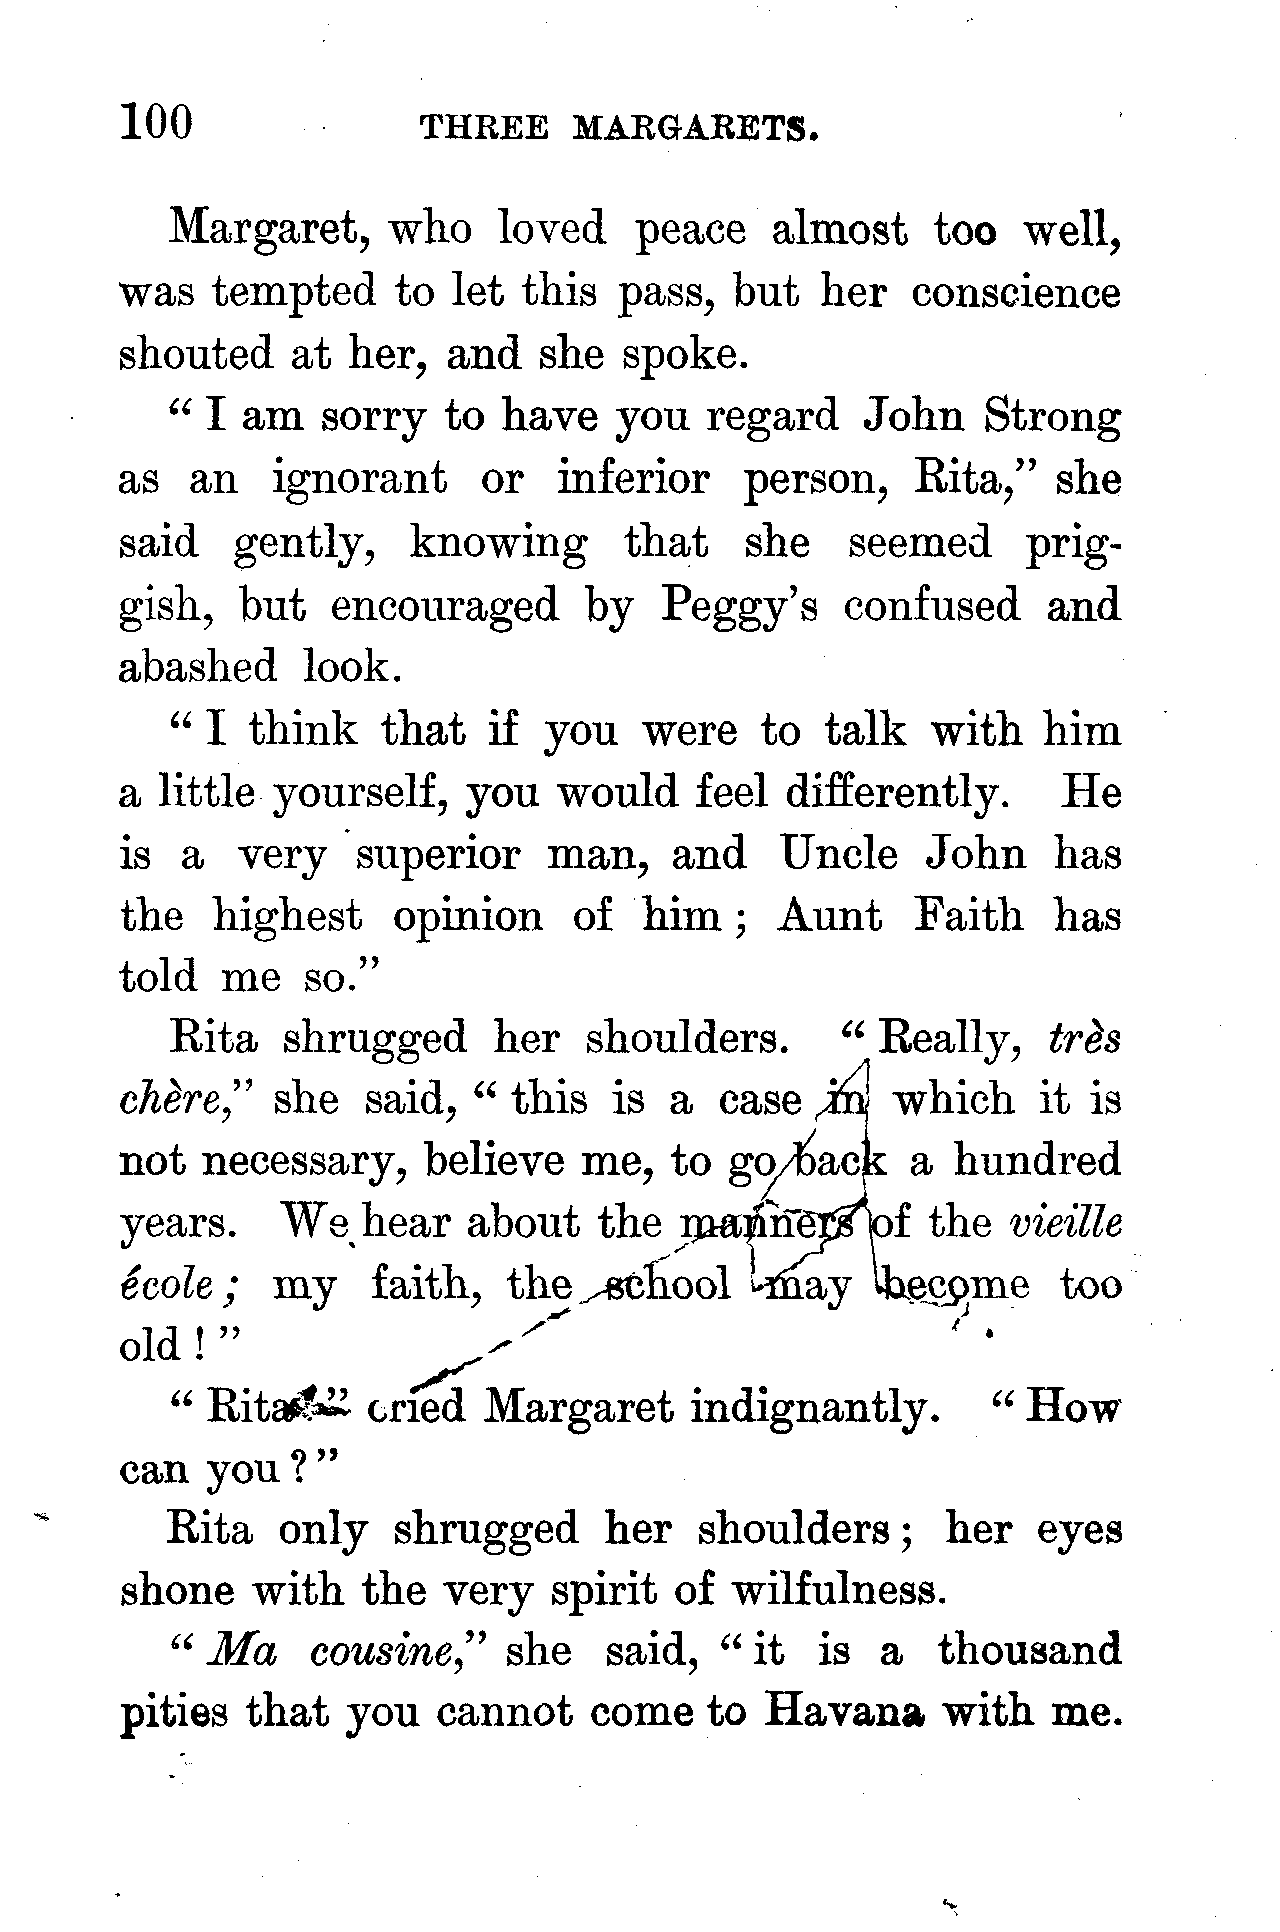 100 THREE MARGARETS.
Margaret, who loved peace almost too well,
was tempted to let this pass, but her conscience
shouted at her, and she spoke.
“ I am sorry to have you regard John Strong
as an ignorant or inferior person, Rita,” she
said gently, knowing that she seemed prig-
gish, but encouraged by Peggy’s confused and
abashed look.
“ I think that if you were to talk with him
a little yourself, you would feel differently. He
is a very superior man, and Uncle John has
the highest opinion of him ; Aunt Faith has
told me so.”
Rita shrugged her shoulders. “ Really, très
chère,” she said, “ this is a case in which it is
not necessary, believe me, to go back a hundred
years. We hear about the manners of the vieille
école ; my faith, the school may become too
old ! ”
“ Rita ” cried Margaret indignantly. “ How
can you ? ”
Rita only shrugged her shoulders ; her eyes
shone with the very spirit of wilfulness.
“ Ma cousine,” she said, “ it is a thousand
pities that you cannot come to Havana with me.